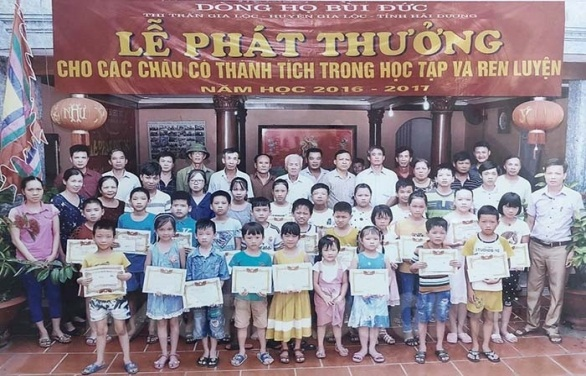 DÒNG HỌ BÙI ĐỨC
THỊ TRẤN GIA LỘC - HUYỆN GIA LỘC - TỈNH HẢI DƯƠNG
LỄ PHÁT THƯỞNG
CHO CÁC CHÁU CÓ THÀNH TÍCH TRONG HỌC TẬP VÀ RÈN LUYỆN
NĂM HỌC 2016 - 2017
NHƯ